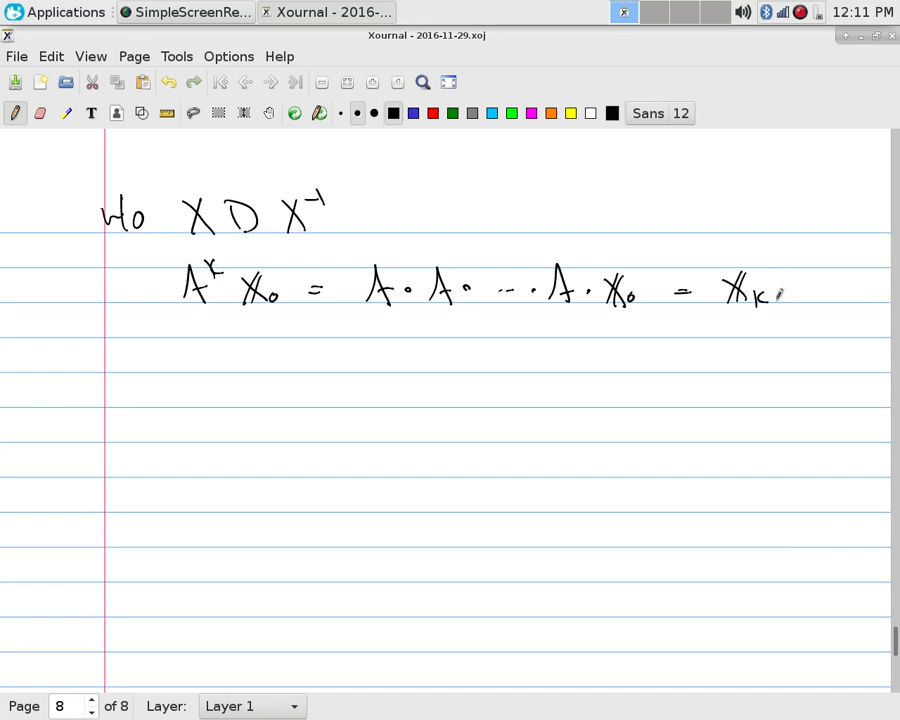 Applications SimpleScreenRe... Xournal - 2016-... 12:11 PM
Xournal - 2016-11-29.xoj
File Edit View Page Tools Options Help
T Sans 12
w/o X D X⁻¹
Aᵏ 𝕏₀ = A · A · ... · A · 𝕏₀ = 𝕏ₖ
Page 8 of 8 Layer: Layer 1